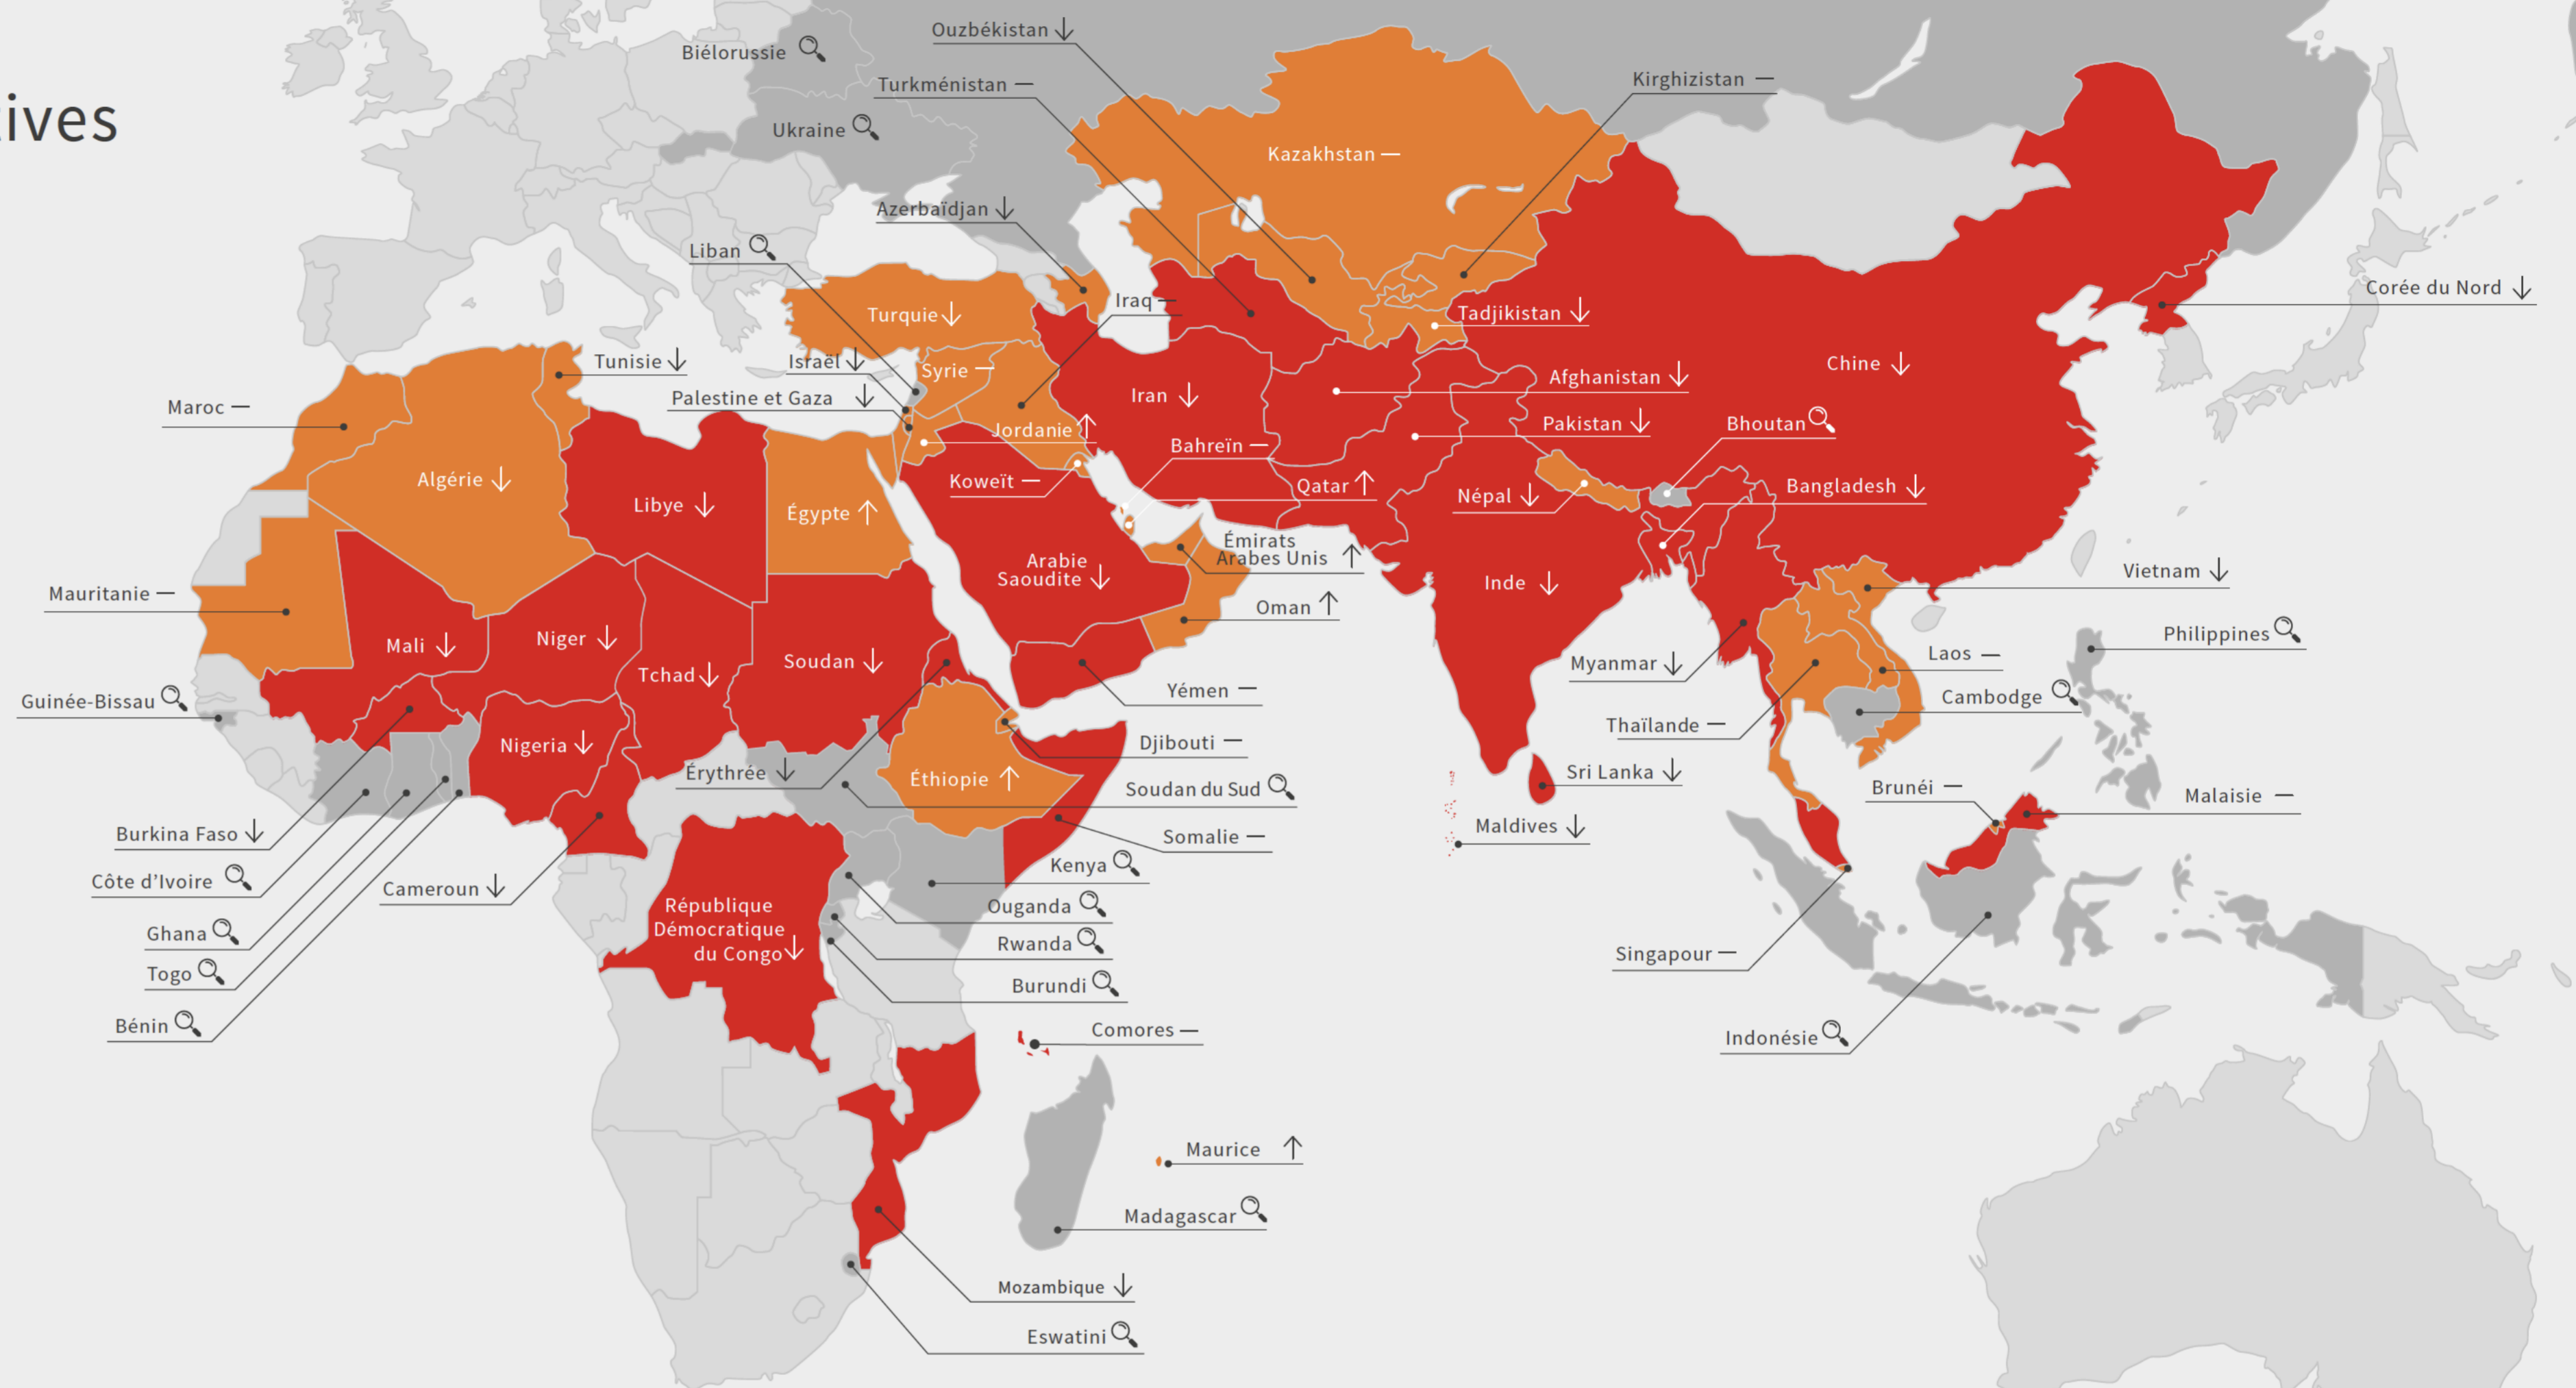 Biélorussie
Ouzbékistan ↓
Turkménistan —
Kirghizistan —
ives
Ukraine
Kazakhstan —
Azerbaïdjan ↓
Liban
Iraq —
Corée du Nord ↓
Turquie ↓
Tadjikistan ↓
Tunisie ↓
Israël ↓
Syrie —
Chine ↓
Palestine et Gaza ↓
Iran ↓
Afghanistan ↓
Maroc —
Jordanie ↑
Pakistan ↓
Bhoutan
Bahreïn —
Algérie ↓
Koweït —
Qatar ↑
Népal ↓
Bangladesh ↓
Libye ↓
Égypte ↑
Émirats
Arabes Unis ↑
Arabie
Saoudite ↓
Inde ↓
Vietnam ↓
Mauritanie —
Oman ↑
Mali ↓
Niger ↓
Philippines
Tchad ↓
Soudan ↓
Myanmar ↓
Laos —
Guinée-Bissau
Yémen —
Cambodge
Thaïlande —
Nigeria ↓
Djibouti —
Érythrée ↓
Éthiopie ↑
Sri Lanka ↓
Soudan du Sud
Brunéi —
Malaisie —
Burkina Faso ↓
Somalie —
Maldives ↓
Kenya
Côte d’Ivoire
Cameroun ↓
République
Démocratique
du Congo ↓
Ouganda
Ghana
Rwanda
Singapour —
Togo
Burundi
Bénin
Comores —
Indonésie
Maurice ↑
Madagascar
Mozambique ↓
Eswatini